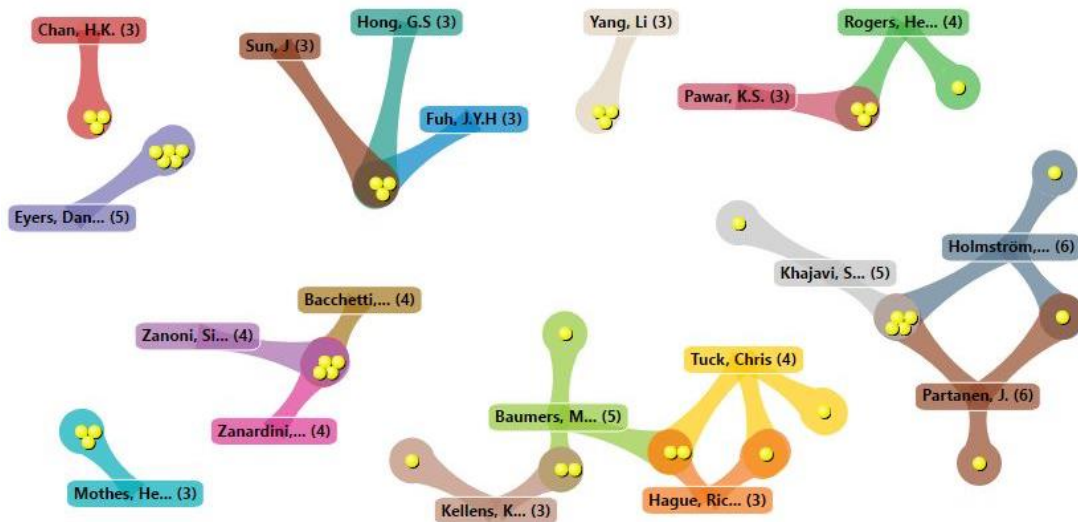 Chan, H.K. (3)
Hong, G.S (3)
Sun, J (3)
Yang, Li (3)
Rogers, He... (4)
Pawar, K.S. (3)
Fuh, J.Y.H (3)
Eyers, Dan... (5)
Holmström,... (6)
Khajavi, S... (5)
Bacchetti,... (4)
Zanoni, Si... (4)
Tuck, Chris (4)
Partanen, J. (6)
Baumers, M... (5)
Zanardini,... (4)
Mothes, He... (3)
Hague, Ric... (3)
Kellens, K... (3)